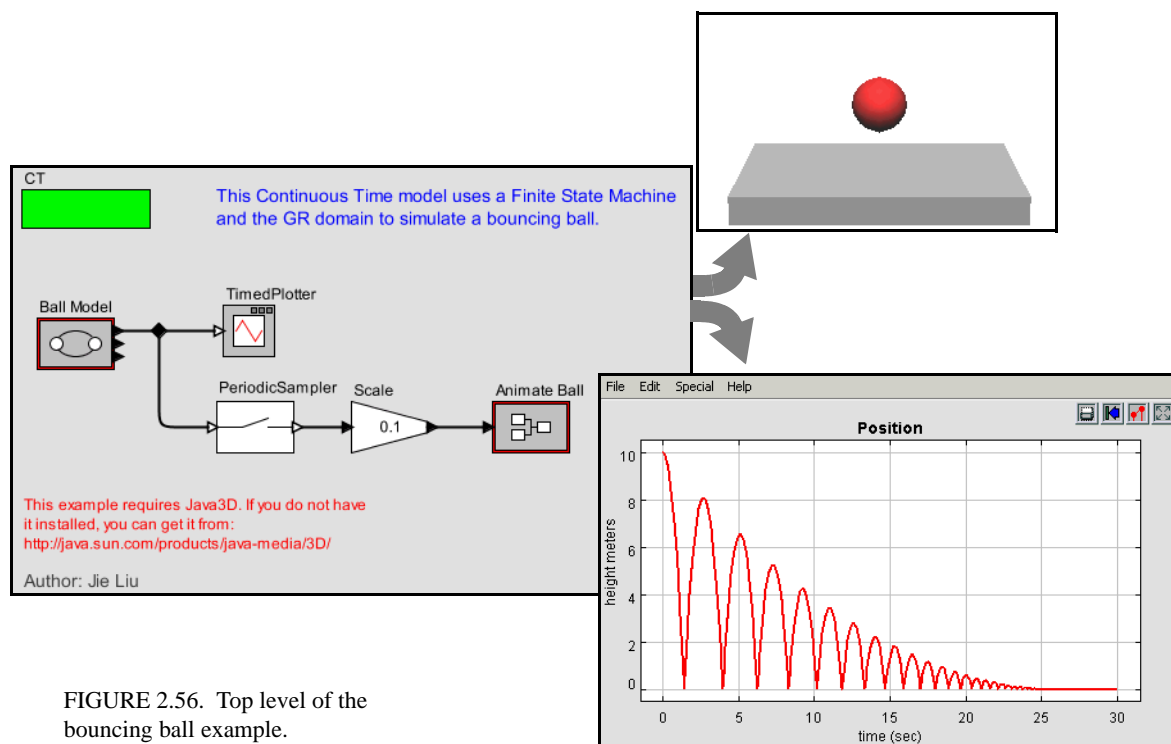 CT
This Continuous Time model uses a Finite State Machine
and the GR domain to simulate a bouncing ball.
TimedPlotter
Ball Model
PeriodicSampler
Scale
Animate Ball
0.1
This example requires Java3D. If you do not have
it installed, you can get it from:
http://java.sun.com/products/java-media/3D/
Author: Jie Liu
File Edit Special Help
Position
height meters
10
8
6
4
2
0
0 5 10 15 20 25 30
time (sec)
FIGURE 2.56. Top level of the
bouncing ball example.